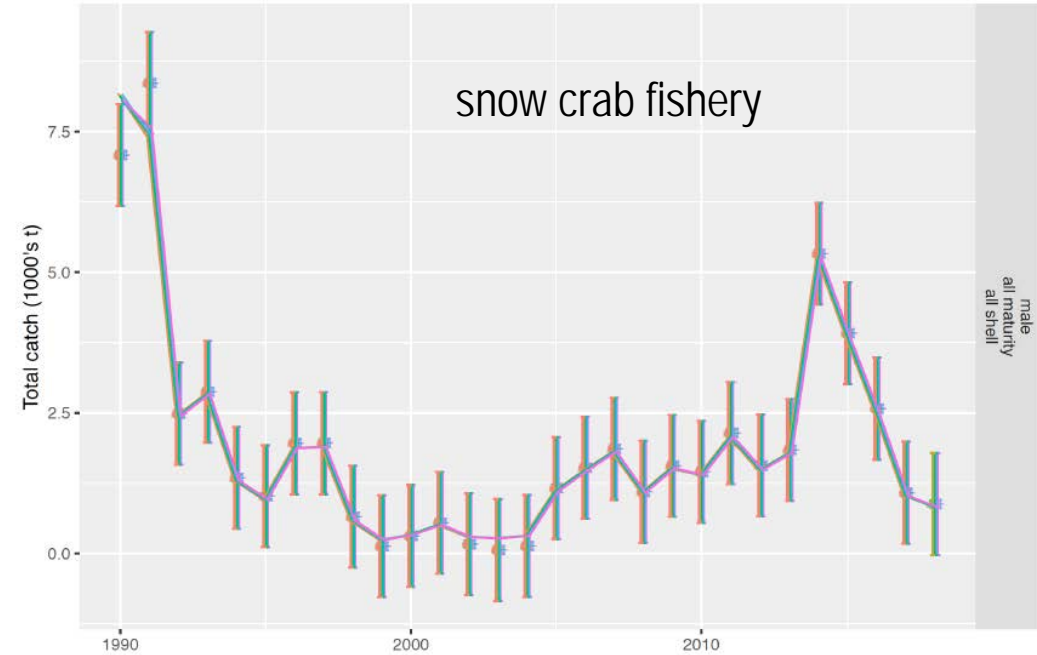 snow crab fishery
7.5
5.0
2.5
0.0
Total catch (1000's t)
1990
2000
2010
male
all maturity
all shell